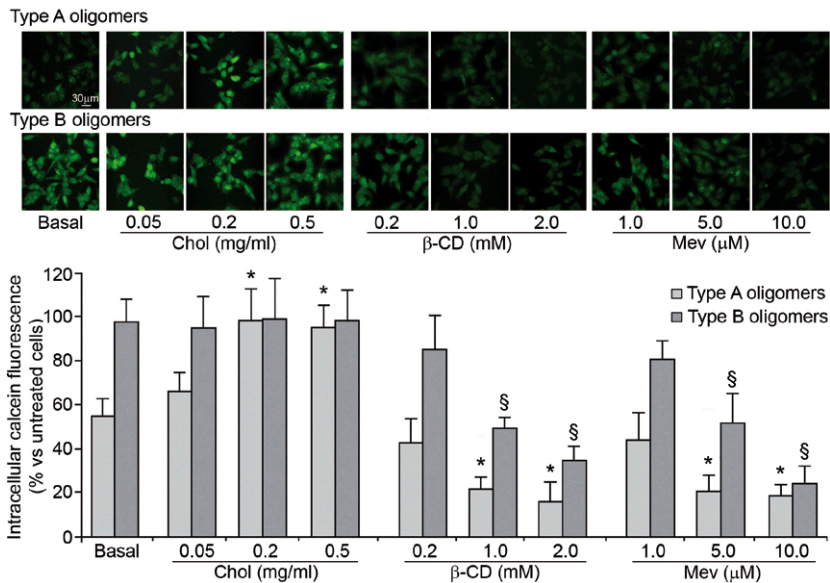 Type A oligomers
30μm
Type B oligomers
Basal 0.05 0.2 0.5 0.2 1.0 2.0 1.0 5.0 10.0
Chol (mg/ml) β-CD (mM) Mev (μM)
Intracellular calcein fluorescence
(% vs untreated cells)
120
100
80
60
40
20
0
Type A oligomers
Type B oligomers
* * * § * § * § * §
Basal 0.05 0.2 0.5 0.2 1.0 2.0 1.0 5.0 10.0
Chol (mg/ml) β-CD (mM) Mev (μM)